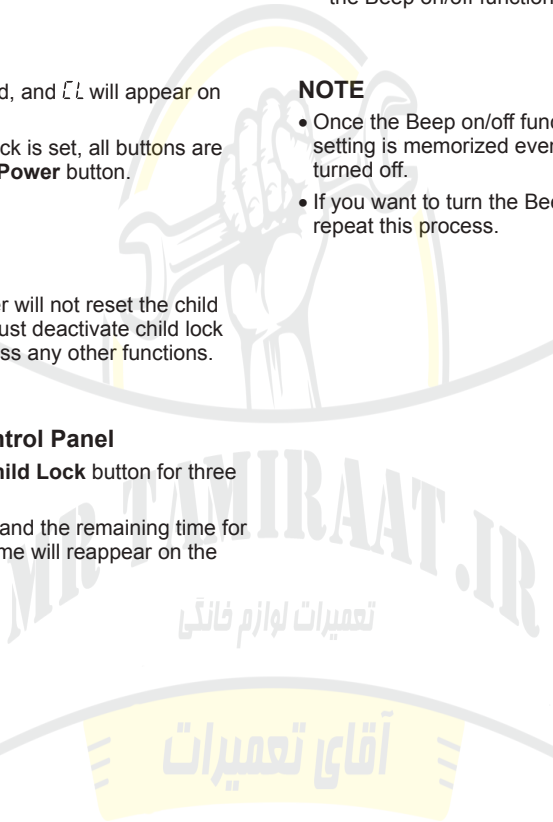 d, and CL will appear on
ck is set, all buttons are
Power button.
er will not reset the child
ust deactivate child lock
ss any other functions.
ntrol Panel
hild Lock button for three
and the remaining time for
me will reappear on the
the Beep on/off function
NOTE
• Once the Beep on/off func
setting is memorized even
turned off.
• If you want to turn the Bee
repeat this process.
MR TAMIRAAT.IR
تعمیرات لوازم خانگی
آقای تعمیرات